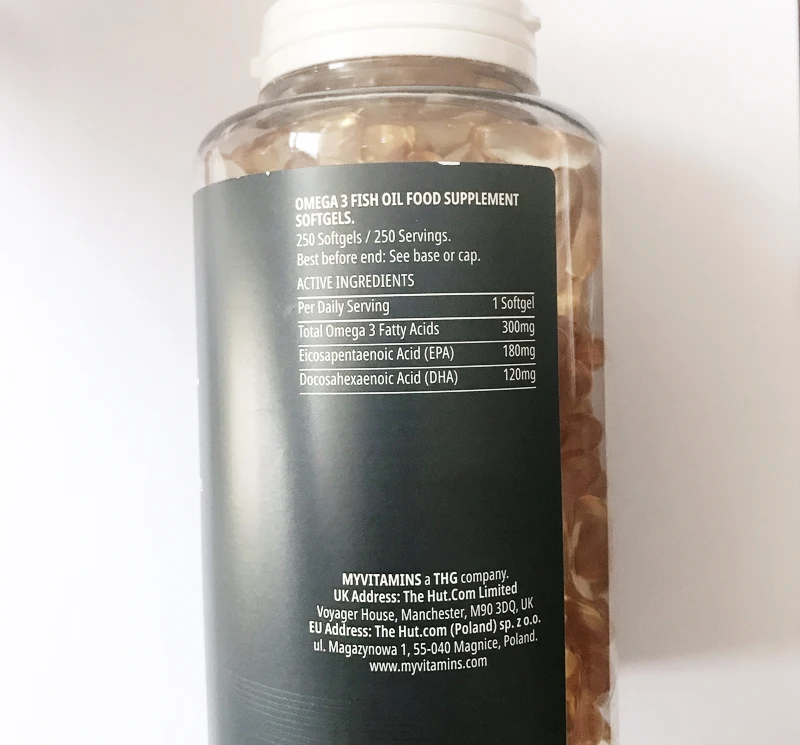 OMEGA 3 FISH OIL FOOD SUPPLEMENT
SOFTGELS.
250 Softgels / 250 Servings.
Best before end: See base or cap.
ACTIVE INGREDIENTS
Per Daily Serving 1 Softgel
Total Omega 3 Fatty Acids 300mg
Eicosapentaenoic Acid (EPA) 180mg
Docosahexaenoic Acid (DHA) 120mg
MYVITAMINS a THG company.
UK Address: The Hut.Com Limited
Voyager House, Manchester, M90 3DQ, UK
EU Address: The Hut.com (Poland) sp. z o.o.
ul. Magazynowa 1, 55-040 Magnice, Poland.
www.myvitamins.com